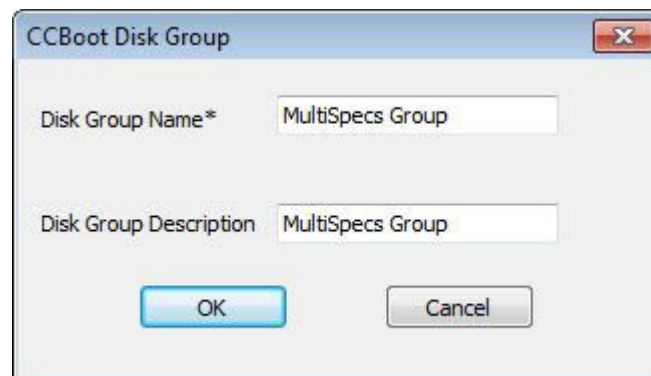 CCBoot Disk Group
Disk Group Name* MultiSpecs Group
Disk Group Description MultiSpecs Group
OK Cancel